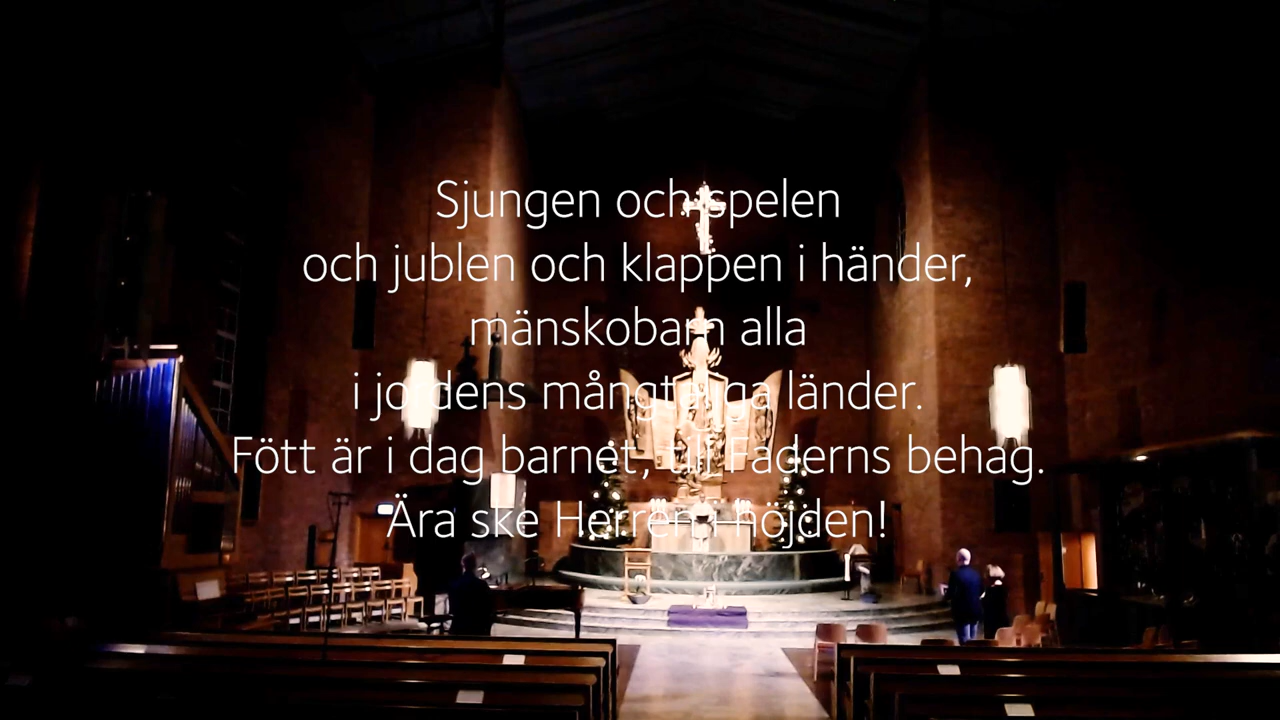 Sjungen och spelen
och jublen och klappen i händer,
mänskobarn alla
i jordens mångtaliga länder.
Fött är i dag barnet, till Faderns behag.
Ära ske Herren i höjden!